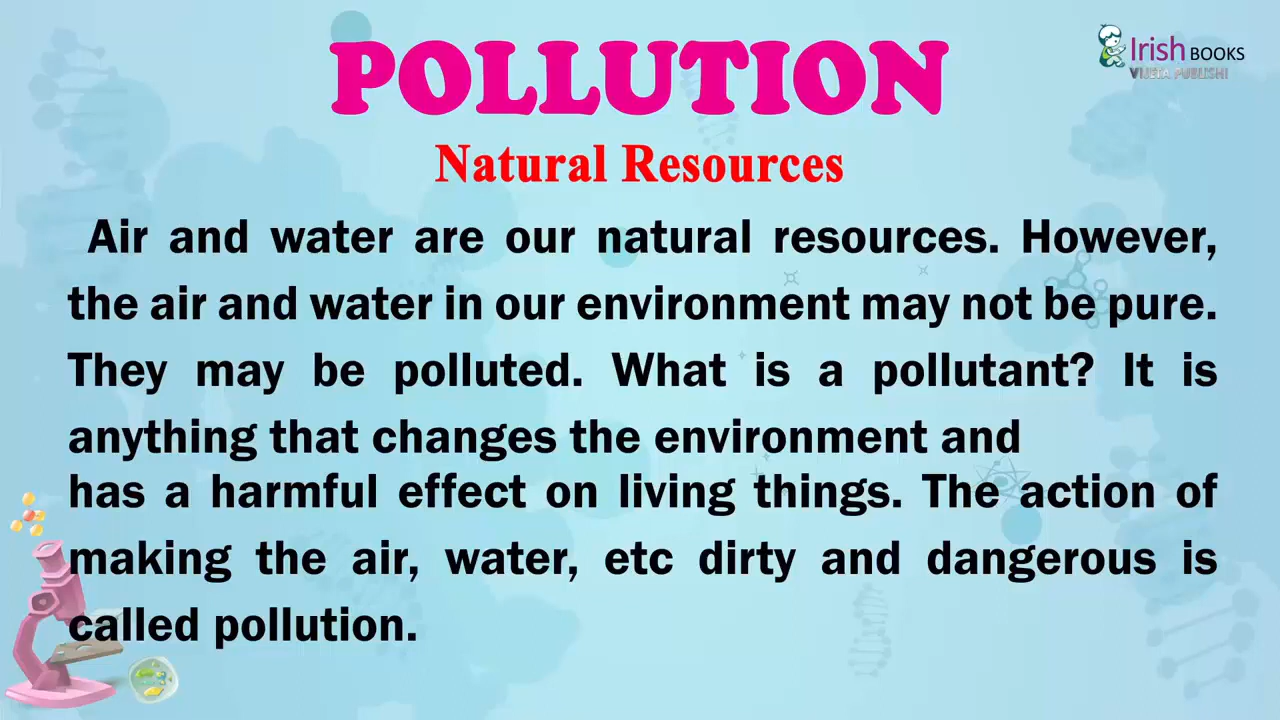 POLLUTION
Irish BOOKS
Natural Resources
Air and water are our natural resources. However,
the air and water in our environment may not be pure.
They may be polluted. What is a pollutant? It is
anything that changes the environment and
has a harmful effect on living things. The action of
making the air, water, etc dirty and dangerous is
called pollution.